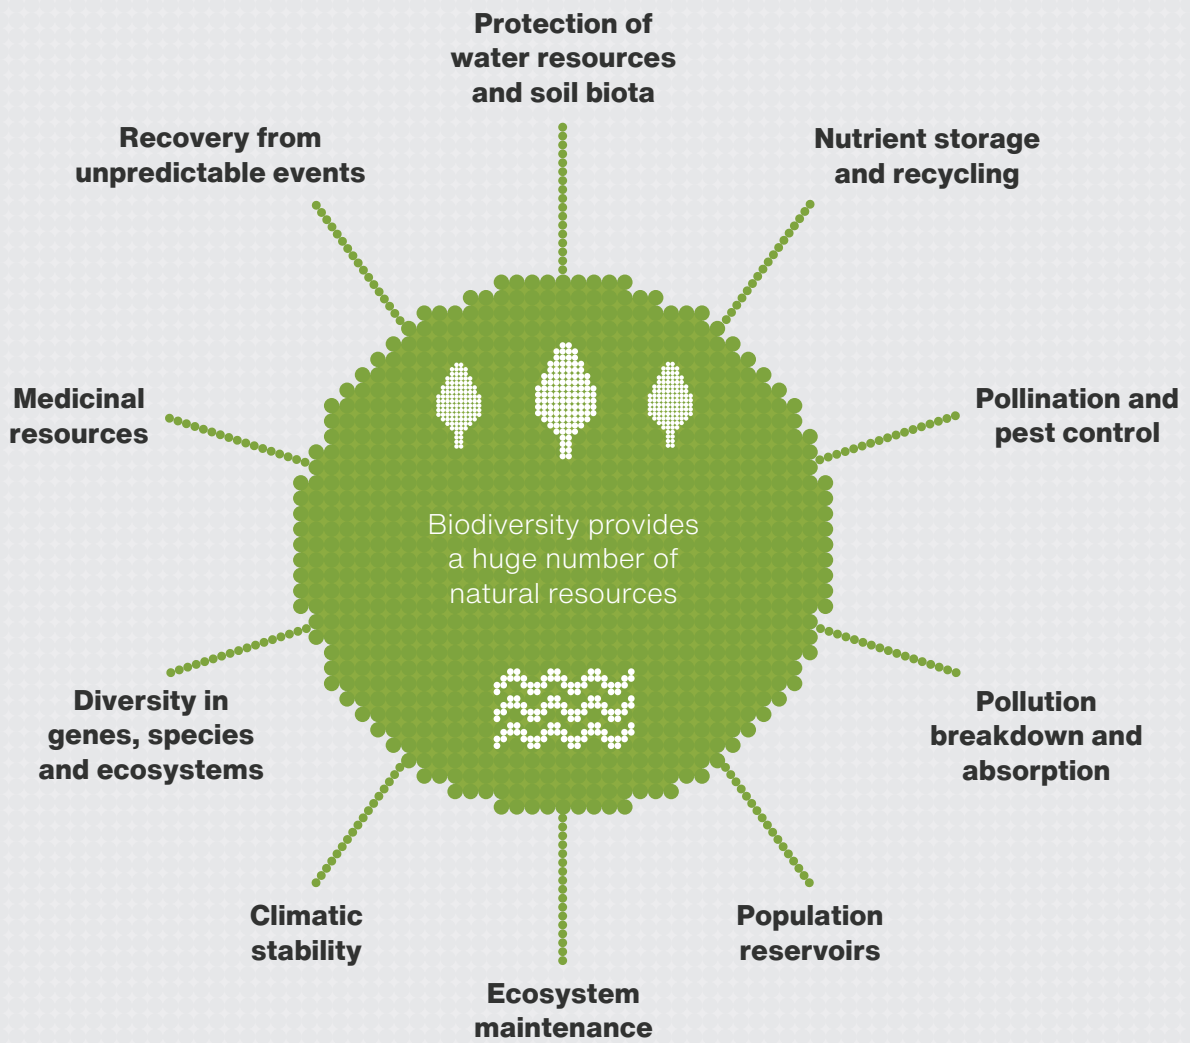 Protection of
water resources
and soil biota
Recovery from
unpredictable events
Nutrient storage
and recycling
Medicinal
resources
Pollination and
pest control
Biodiversity provides
a huge number of
natural resources
Diversity in
genes, species
and ecosystems
Pollution
breakdown and
absorption
Climatic
stability
Population
reservoirs
Ecosystem
maintenance